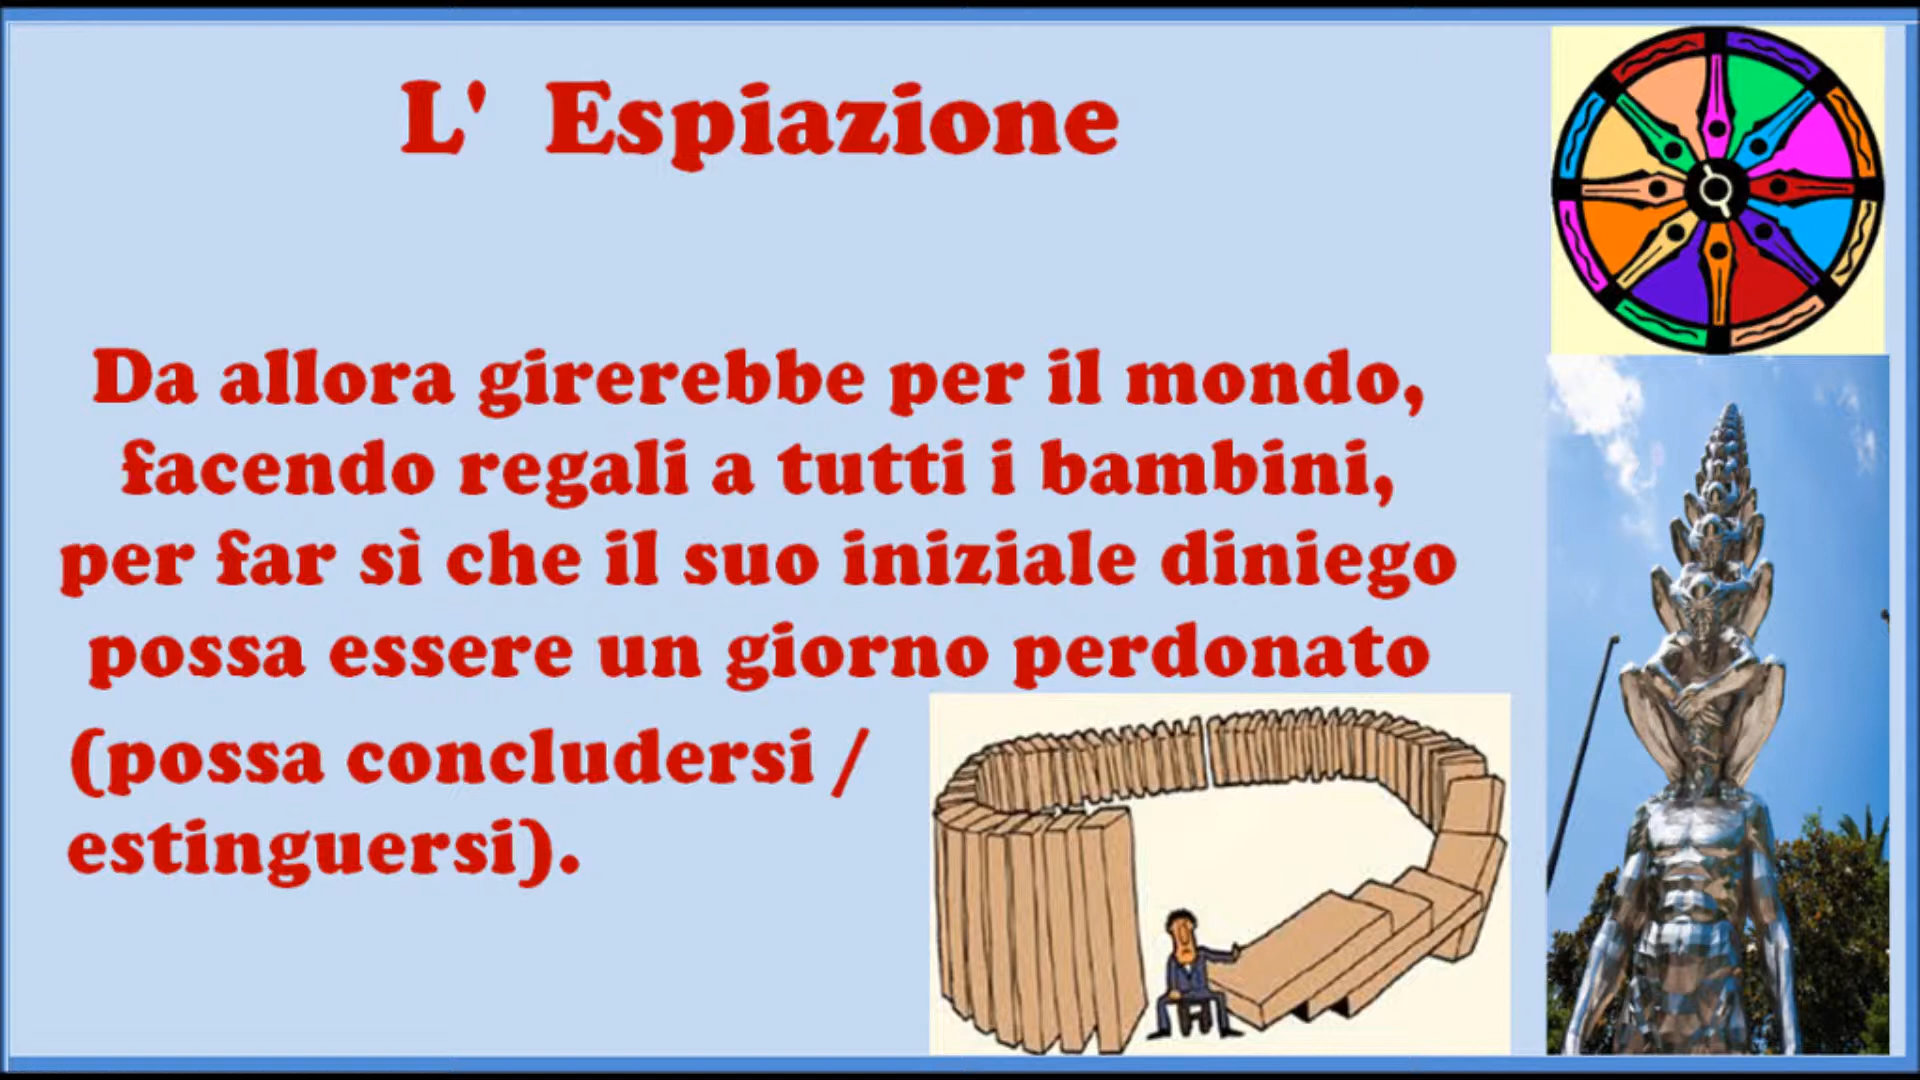 L' Espiazione
Da allora girerebbe per il mondo,
facendo regali a tutti i bambini,
per far sì che il suo iniziale diniego
possa essere un giorno perdonato
(possa concludersi /
estinguersi).